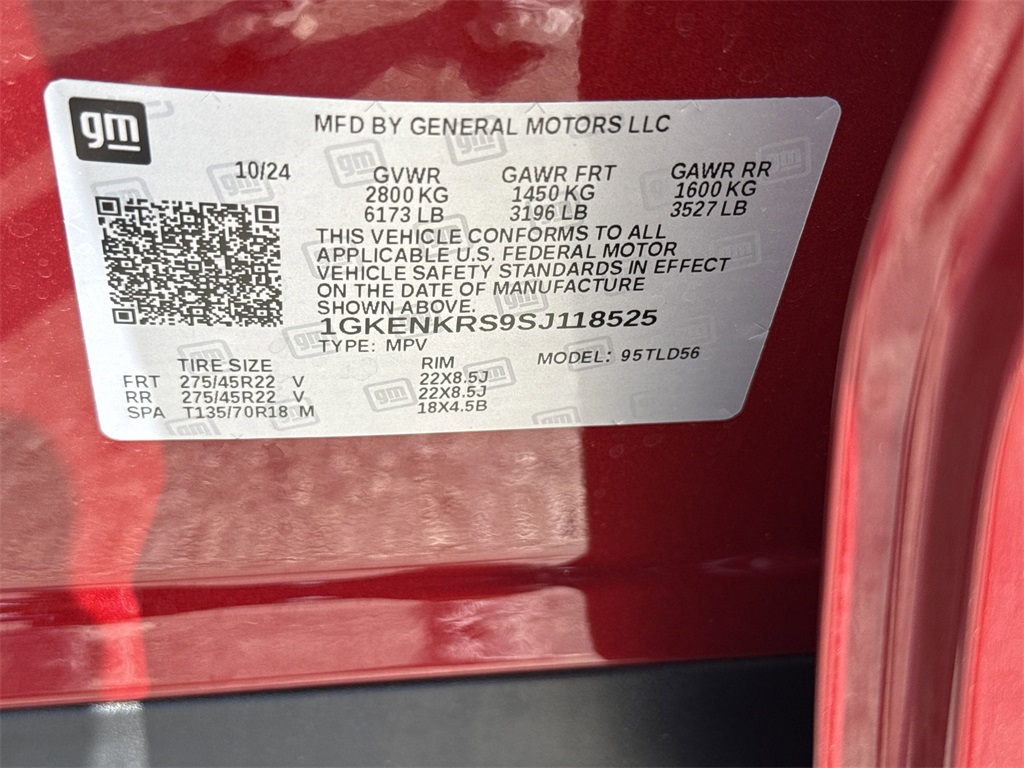 gm
MFD BY GENERAL MOTORS LLC
10/24 GVWR GAWR FRT GAWR RR
2800 KG 1450 KG 1600 KG
6173 LB 3196 LB 3527 LB
THIS VEHICLE CONFORMS TO ALL
APPLICABLE U.S. FEDERAL MOTOR
VEHICLE SAFETY STANDARDS IN EFFECT
ON THE DATE OF MANUFACTURE
SHOWN ABOVE.
1GKENKRS9SJ118525
TYPE: MPV
MODEL: 95TLD56
TIRE SIZE RIM
FRT 275/45R22 V 22X8.5J
RR 275/45R22 V 22X8.5J
SPA T135/70R18 M 18X4.5B